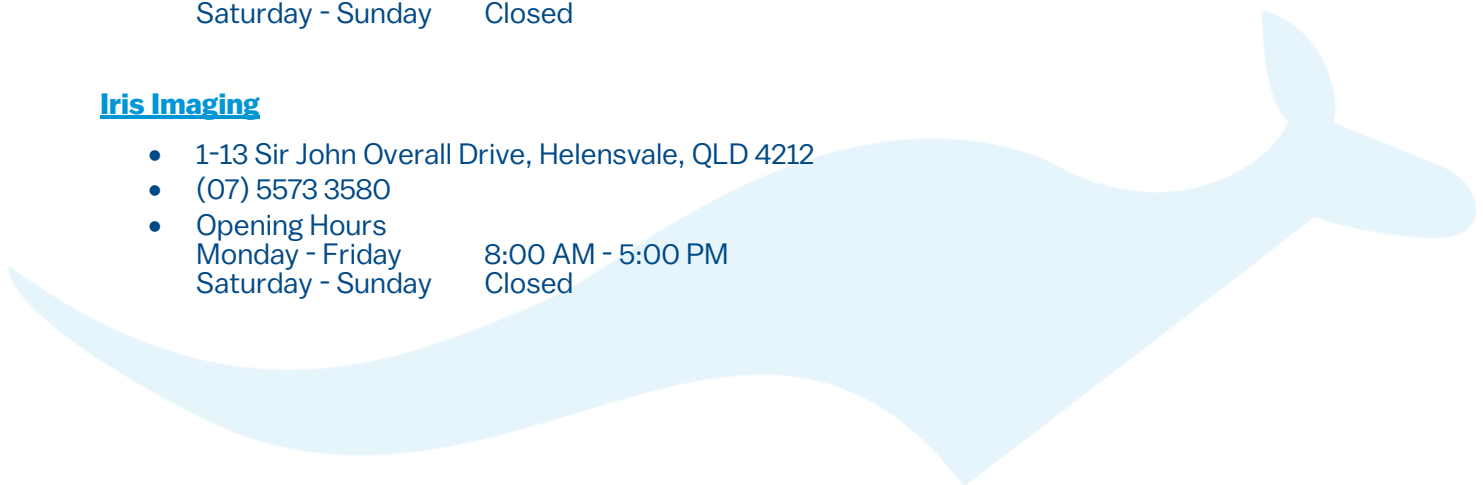 Saturday - Sunday Closed
Iris Imaging
• 1-13 Sir John Overall Drive, Helensvale, QLD 4212
• (07) 5573 3580
• Opening Hours
Monday - Friday 8:00 AM - 5:00 PM
Saturday - Sunday Closed